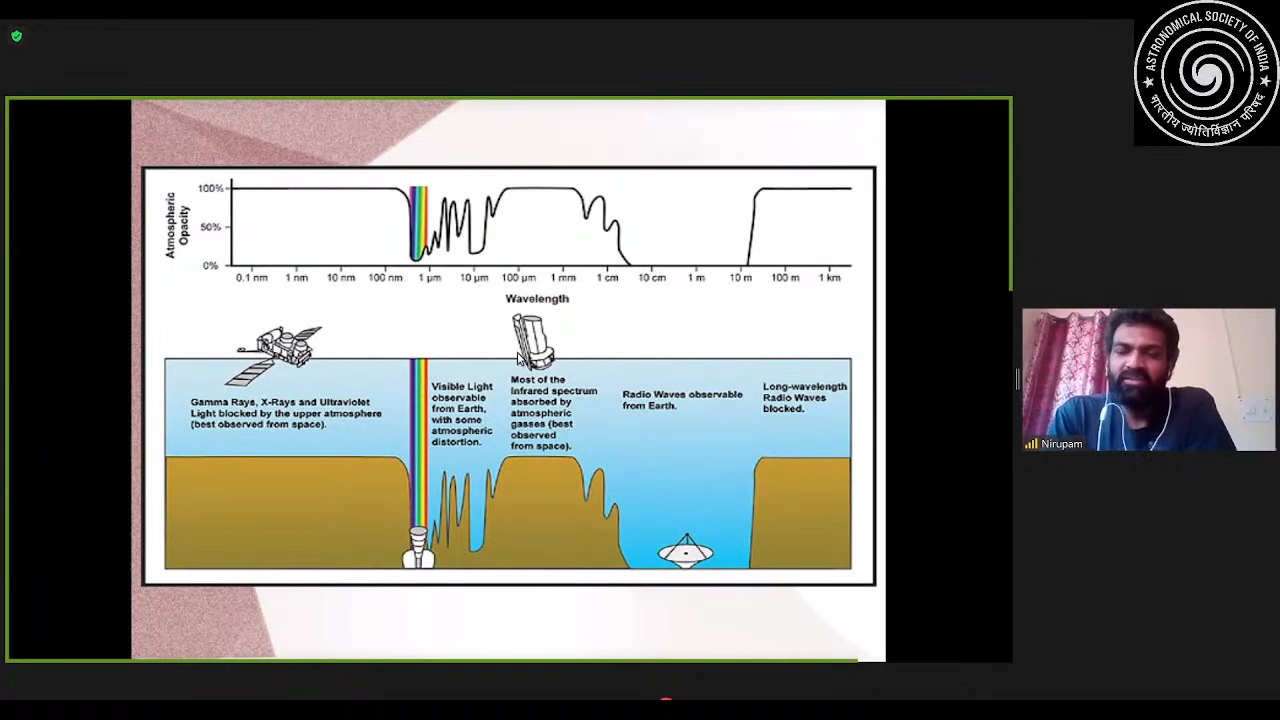 ASTRONOMICAL SOCIETY OF INDIA
भारतीय ज्योतिर्विज्ञान परिषद
Atmospheric
Opacity
100%
50%
0%
0.1 nm 1 nm 10 nm 100 nm 1 μm 10 μm 100 μm 1 mm 1 cm 10 cm 1 m 10 m 100 m 1 km
Wavelength
Gamma Rays, X-Rays and Ultraviolet
Light blocked by the upper atmosphere
(best observed from space).
Visible Light
observable
from Earth,
with some
atmospheric
distortion.
Most of the
Infrared spectrum
absorbed by
atmospheric
gasses (best
observed
from space).
Radio Waves observable
from Earth.
Long-wavelength
Radio Waves
blocked.
Nirupam